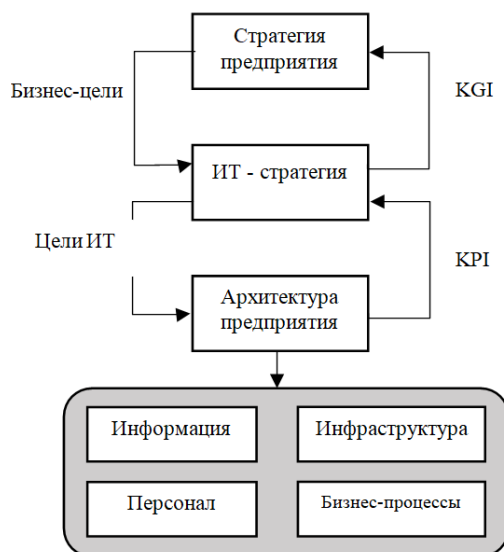 Стратегия
предприятия
Бизнес-цели
KGI
ИТ - стратегия
Цели ИТ
KPI
Архитектура
предприятия
Информация
Инфраструктура
Персонал
Бизнес-процессы